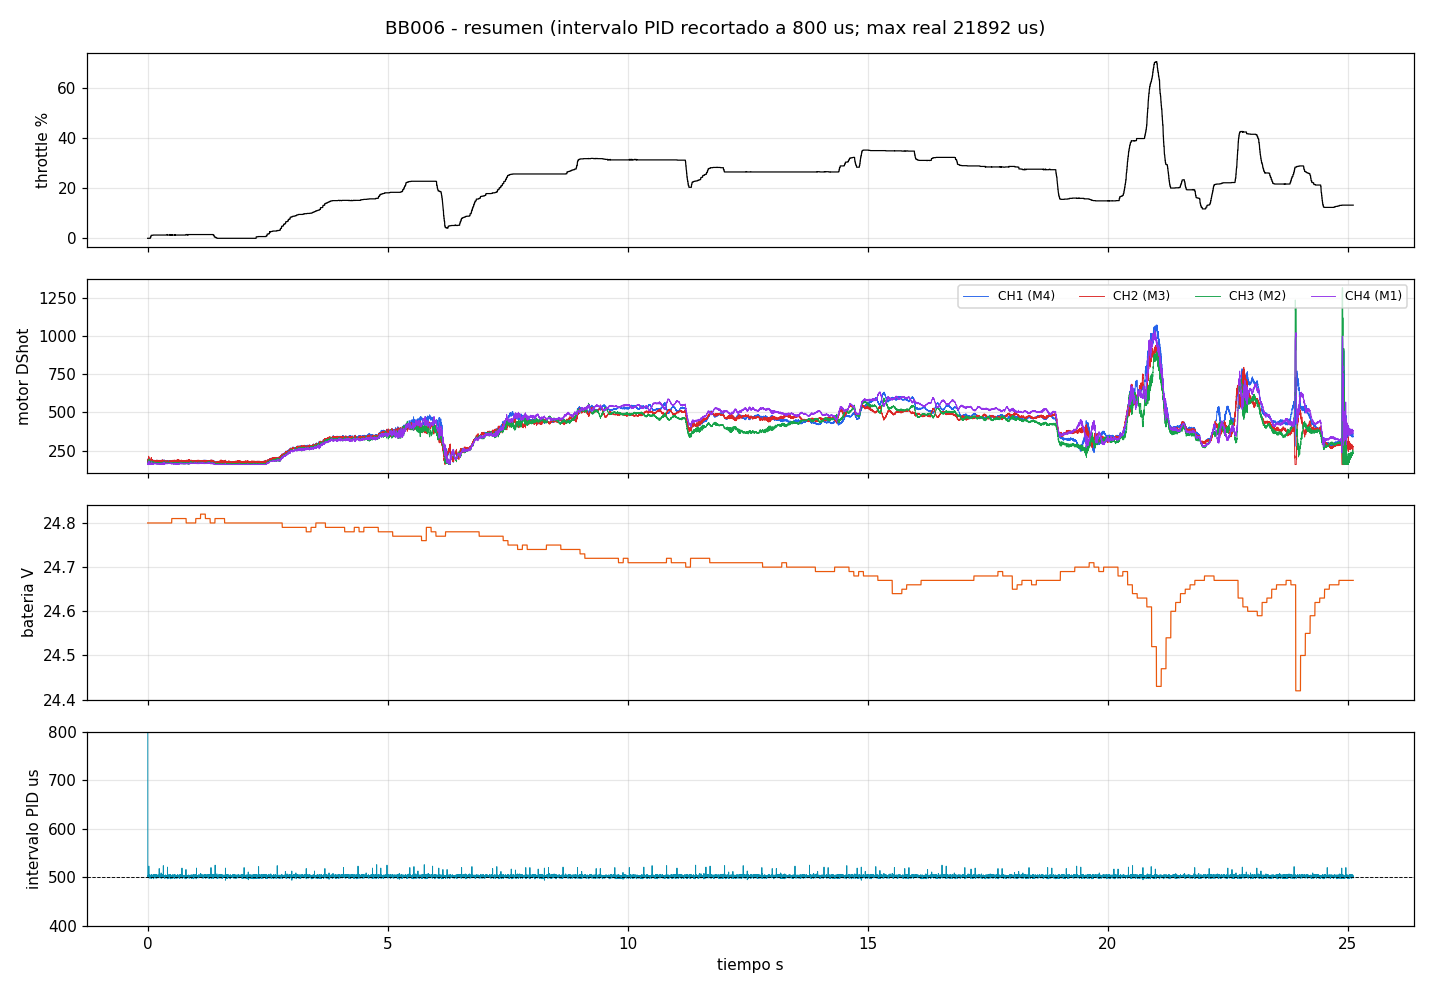 BB006 - resumen (intervalo PID recortado a 800 us; max real 21892 us)
throttle %
60
40
20
0
motor DShot
1250
1000
750
500
250
CH1 (M4) CH2 (M3) CH3 (M2) CH4 (M1)
bateria V
24.8
24.7
24.6
24.5
24.4
intervalo PID us
800
700
600
500
400
0 5 10 15 20 25
tiempo s